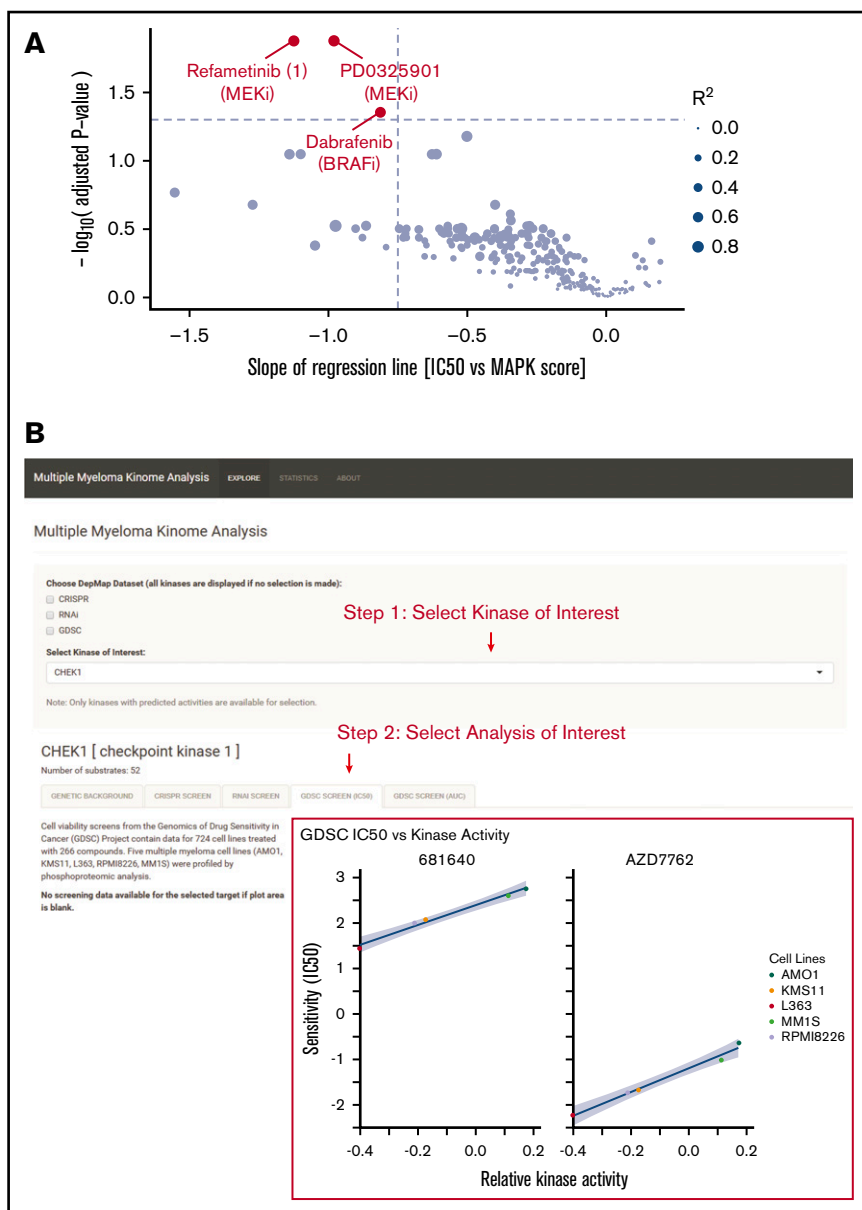 A
Refametinib (1)
(MEKi)
PD0325901
(MEKi)
Dabrafenib
(BRAFi)
– log10( adjusted P–value )
1.5
1.0
0.5
0.0
−1.5
−1.0
−0.5
0.0
Slope of regression line [IC50 vs MAPK score]
R2
0.0
0.2
0.4
0.6
0.8
B
Multiple Myeloma Kinome Analysis EXPLORE STATISTICS ABOUT
Multiple Myeloma Kinome Analysis
Choose DepMap Dataset (all kinases are displayed if no selection is made):
CRISPR
RNAi
GDSC
Step 1: Select Kinase of Interest
Select Kinase of Interest:
CHEK1
Note: Only kinases with predicted activities are available for selection.
Step 2: Select Analysis of Interest
CHEK1 [ checkpoint kinase 1 ]
Number of substrates: 52
GENETIC BACKGROUND CRISPR SCREEN RNAI SCREEN GDSC SCREEN (IC50) GDSC SCREEN (AUC)
Cell viability screens from the Genomics of Drug Sensitivity in
Cancer (GDSC) Project contain data for 724 cell lines treated
with 266 compounds. Five multiple myeloma cell lines (AMO1,
KMS11, L363, RPMI8226, MM1S) were profiled by
phosphoproteomic analysis.
No screening data available for the selected target if plot area
is blank.
GDSC IC50 vs Kinase Activity
681640
AZD7762
Sensitivity (IC50)
3
2
1
0
-1
-2
-0.4 -0.2 0.0 0.2
-0.4 -0.2 0.0 0.2
Relative kinase activity
Cell Lines
AMO1
KMS11
L363
MM1S
RPMI8226